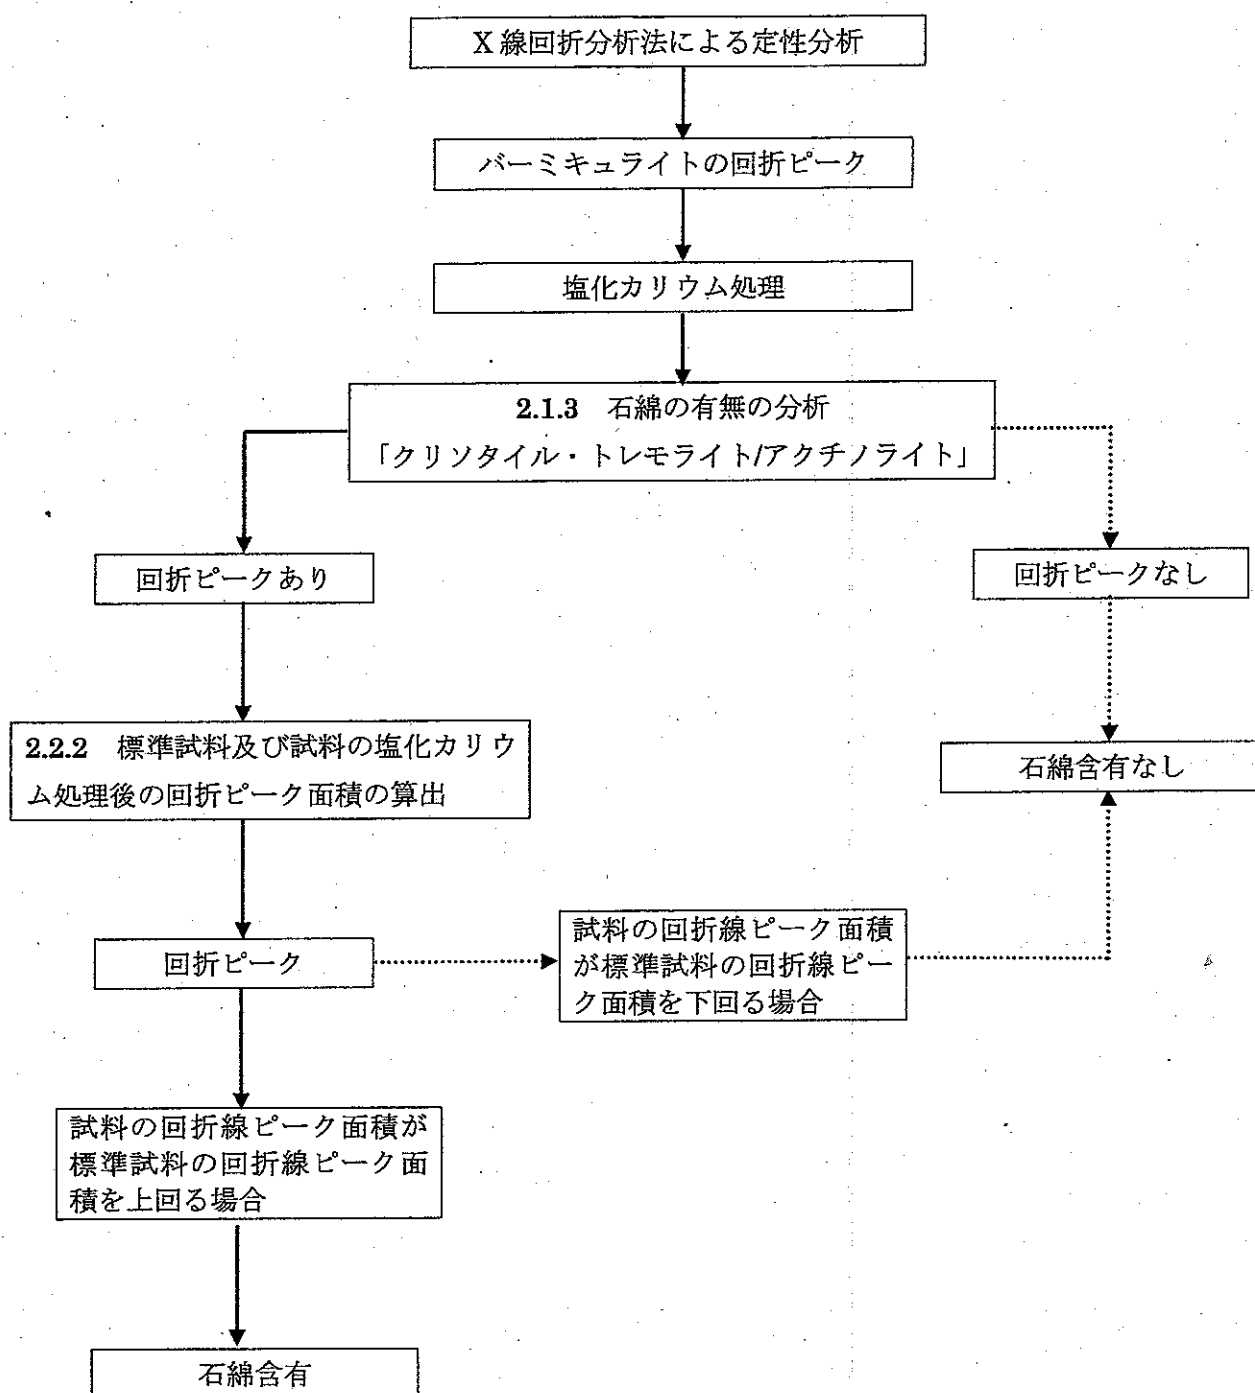 X 線回折分析法による定性分析
バーミキュライトの回折ピーク
塩化カリウム処理
2.1.3 石綿の有無の分析
「クリソタイル・トレモライト/アクチノライト」
回折ピークあり
回折ピークなし
2.2.2 標準試料及び試料の塩化カリウ
ム処理後の回折ピーク面積の算出
石綿含有なし
回折ピーク
試料の回折線ピーク面積
が標準試料の回折線ピー
ク面積を下回る場合
試料の回折線ピーク面積が
標準試料の回折線ピーク面
積を上回る場合
石綿含有